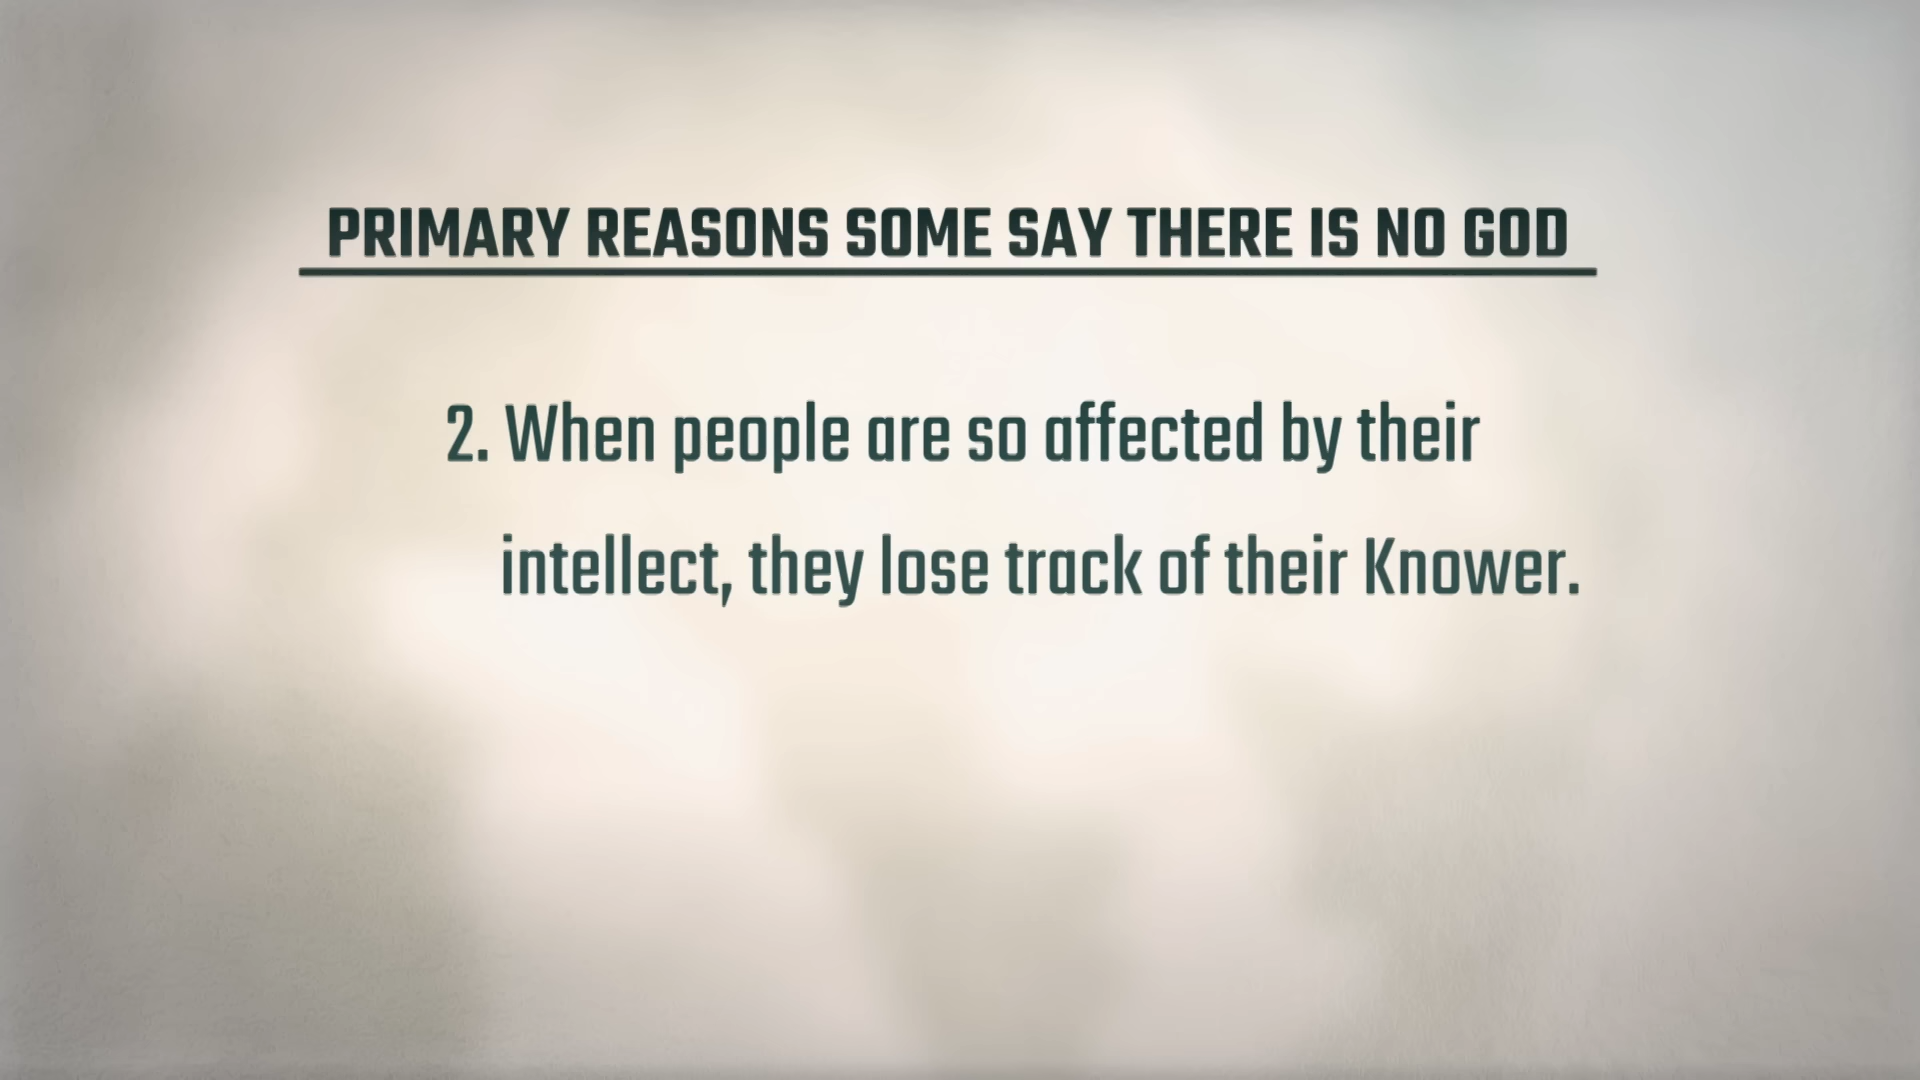 PRIMARY REASONS SOME SAY THERE IS NO GOD
2. When people are so affected by their
intellect, they lose track of their Knower.